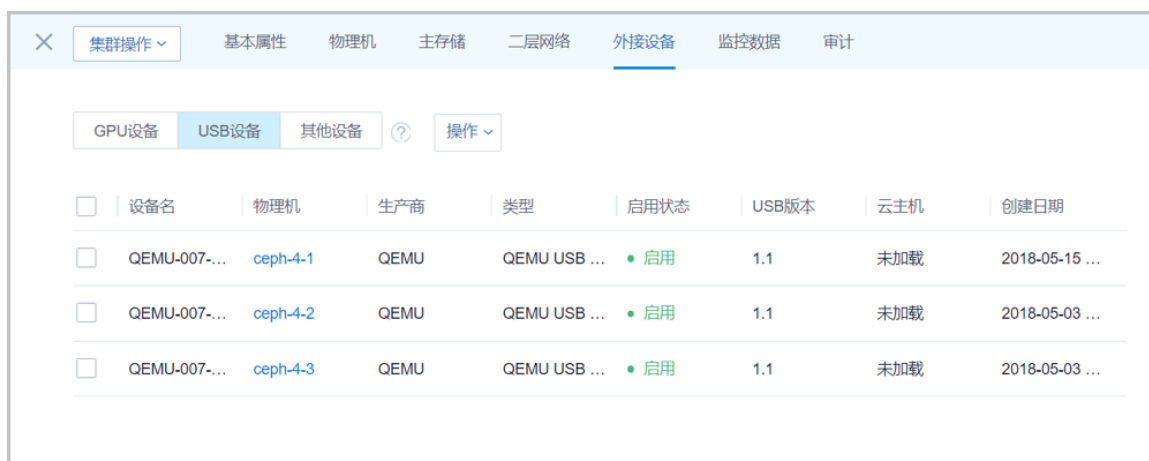 集群操作 基本属性 物理机 主存储 二层网络 外接设备 监控数据 审计
GPU设备 USB设备 其他设备 ? 操作
设备名 物理机 生产商 类型 启用状态 USB版本 云主机 创建日期
QEMU-007-... ceph-4-1 QEMU QEMU USB ... 启用 1.1 未加载 2018-05-15 ...
QEMU-007-... ceph-4-2 QEMU QEMU USB ... 启用 1.1 未加载 2018-05-03 ...
QEMU-007-... ceph-4-3 QEMU QEMU USB ... 启用 1.1 未加载 2018-05-03 ...